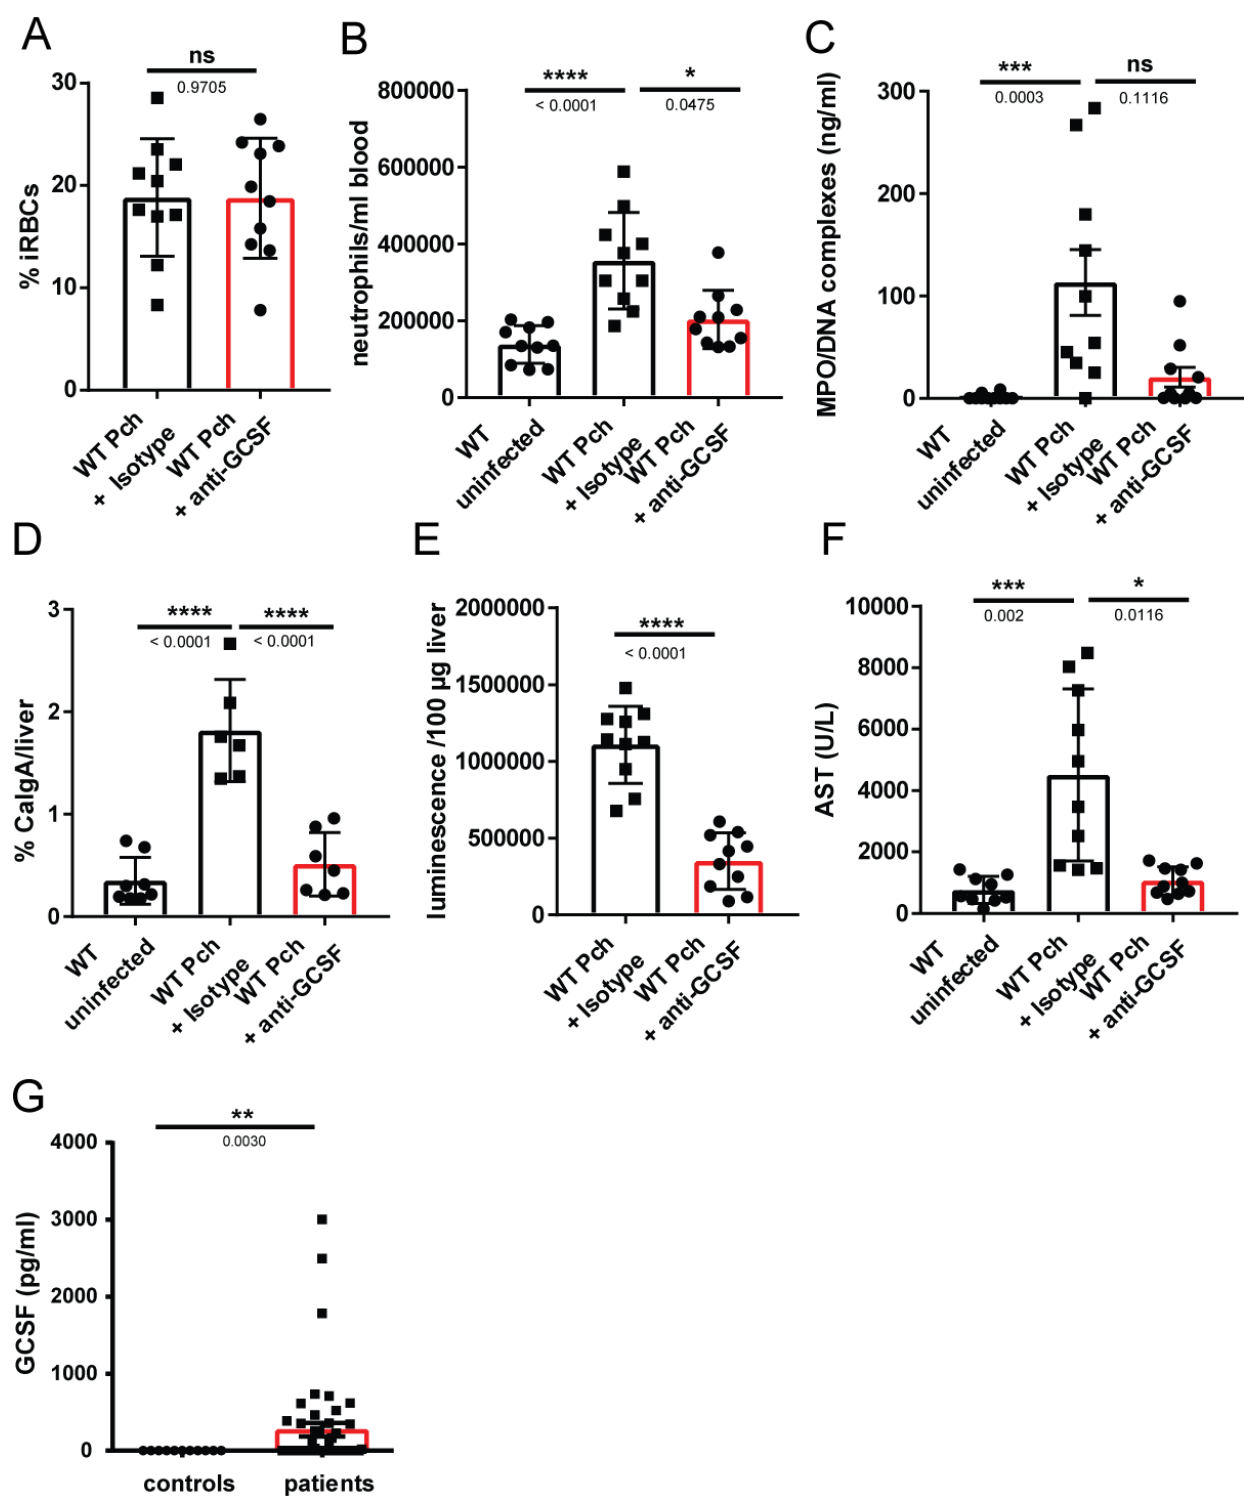 A
ns
0.9705
% iRBCs
30
20
10
0
WT Pch
+ Isotype
WT Pch
+ anti-GCSF
B
****
< 0.0001
*
0.0475
neutrophils/ml blood
800000
600000
400000
200000
0
WT
uninfected
WT Pch
+ Isotype
WT Pch
+ anti-GCSF
C
***
0.0003
ns
0.1116
MPO/DNA complexes (ng/ml)
300
200
100
0
WT
uninfected
WT Pch
+ Isotype
WT Pch
+ anti-GCSF
D
****
< 0.0001
****
< 0.0001
% CalgA/liver
3
2
1
0
WT
uninfected
WT Pch
+ Isotype
WT Pch
+ anti-GCSF
E
****
< 0.0001
luminescence /100 µg liver
2000000
1500000
1000000
500000
0
WT Pch
+ Isotype
WT Pch
+ anti-GCSF
F
***
0.002
*
0.0116
AST (U/L)
10000
8000
6000
4000
2000
0
WT
uninfected
WT Pch
+ Isotype
WT Pch
+ anti-GCSF
G
**
0.0030
GCSF (pg/ml)
4000
3000
2000
1000
0
controls
patients